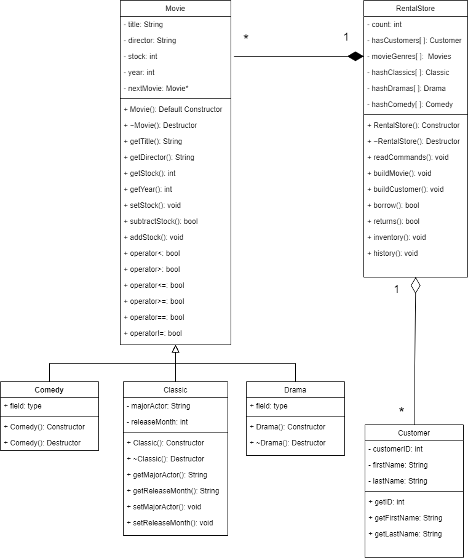 Movie
- title: String
- director: String
- stock: int
- year: int
- nextMovie: Movie*
+ Movie(): Default Constructor
+ ~Movie(): Destructor
+ getTitle(): String
+ getDirector(): String
+ getStock(): int
+ getYear(): int
+ setStock(): void
+ subtractStock(): bool
+ addStock(): void
+ operator<: bool
+ operator>: bool
+ operator<=: bool
+ operator>=: bool
+ operator==: bool
+ operator!=: bool
*
1
RentalStore
- count: int
- hasCustomers[ ]: Customer
- movieGenres[ ]: Movies
- hashClassics[ ]: Classic
- hashDramas[ ]: Drama
- hashComedy[ ]: Comedy
+ RentalStore(): Constructor
+ ~RentalStore(): Destructor
+ readCommands(): void
+ buildMovie(): void
+ buildCustomer(): void
+ borrow(): bool
+ returns(): bool
+ inventory(): void
+ history(): void
1
*
Comedy
+ field: type
+ Comedy(): Constructor
+ Comedy(): Destructor
Classic
- majorActor: String
- releaseMonth: int
+ Classic(): Constructor
+ ~Classic(): Destructor
+ getMajorActor(): String
+ getReleaseMonth(): String
+ setMajorActor(): void
+ setReleaseMonth(): void
Drama
+ field: type
+ Drama(): Constructor
+ ~Drama(): Destructor
Customer
- customerID: int
- firstName: String
- lastName: String
+ getID: int
+ getFirstName: String
+ getLastName: String